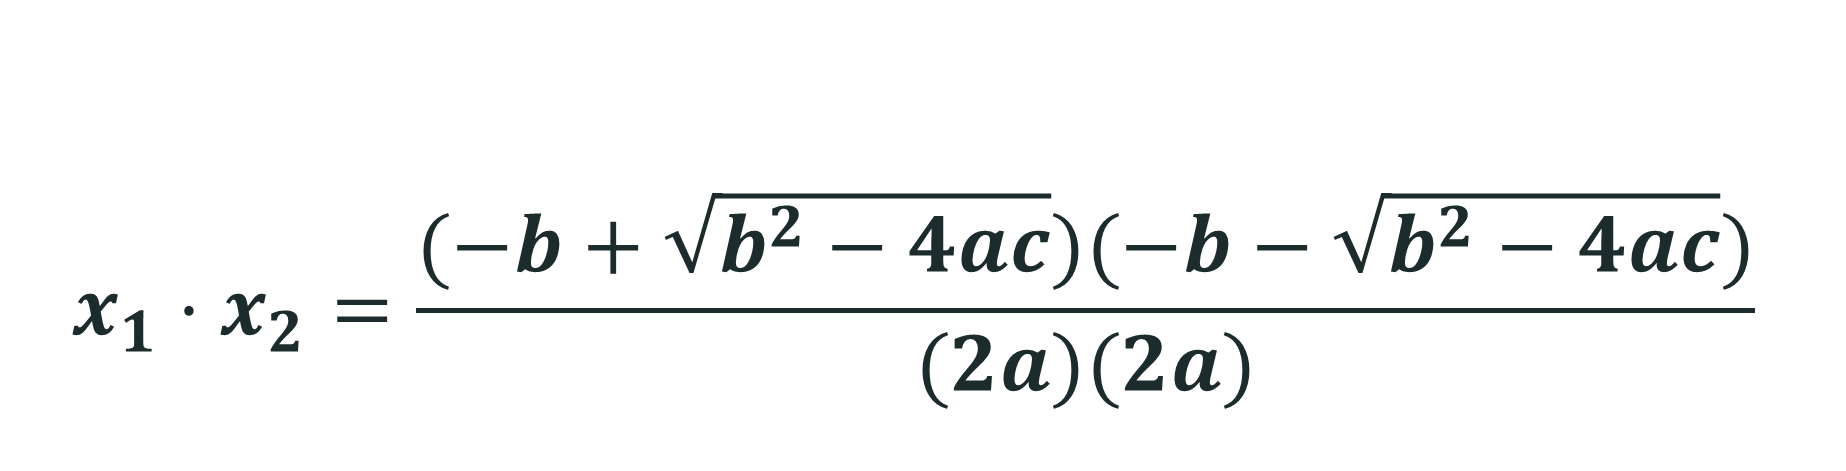 x₁ · x₂ = (−b + √(b² − 4ac))(−b − √(b² − 4ac)) / (2a)(2a)